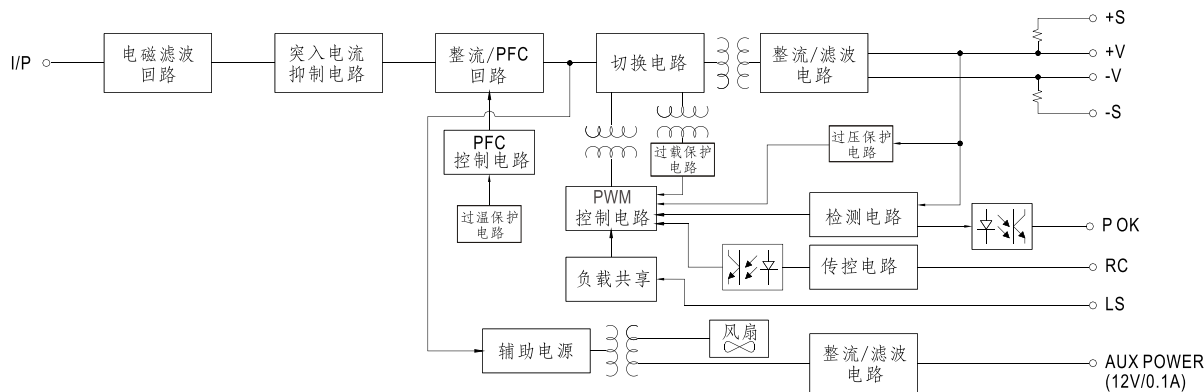 I/P
电磁滤波
回路
突入电流
抑制电路
整流/PFC
回路
切换电路
整流/滤波
电路
+S
+V
-V
-S
PFC
控制电路
过温保护
电路
过载保护
电路
过压保护
电路
PWM
控制电路
检测电路
P OK
传控电路
RC
负载共享
LS
辅助电源
风扇
整流/滤波
电路
AUX POWER
(12V/0.1A)